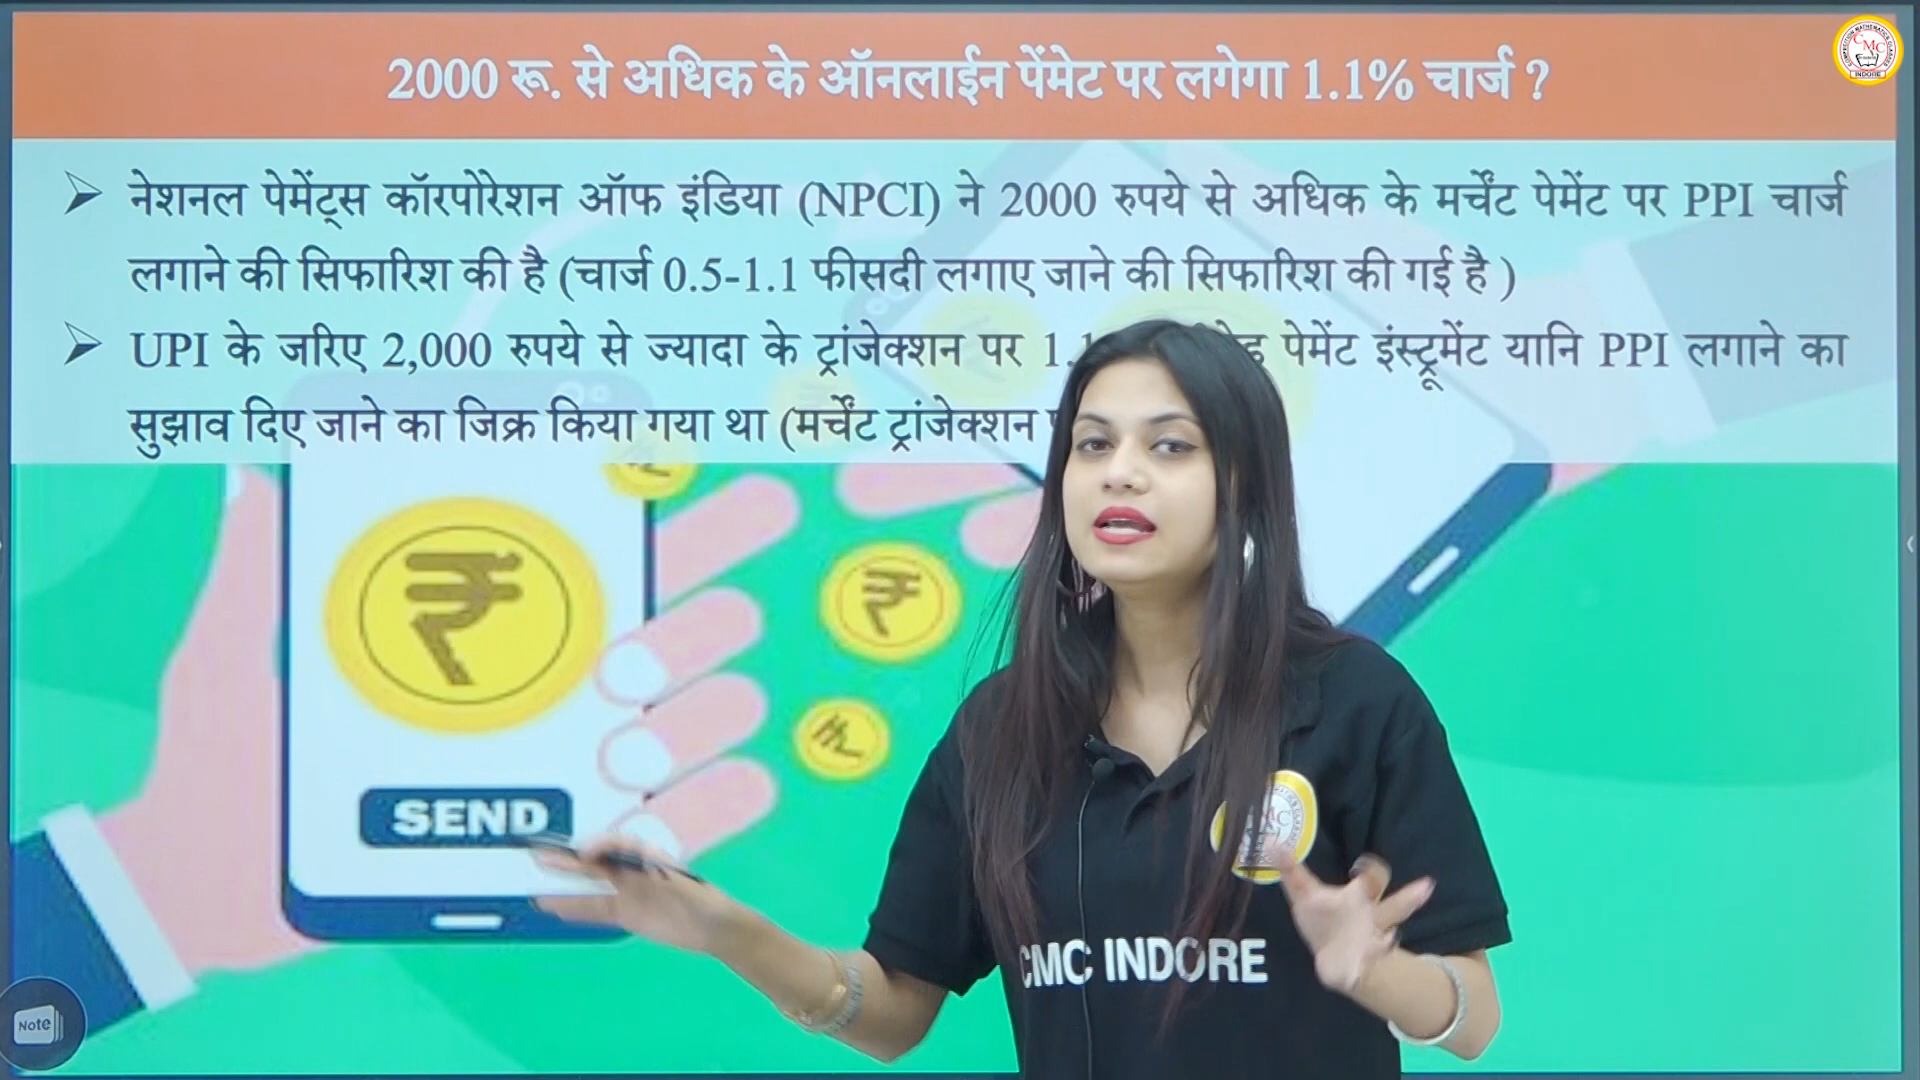 2000 रू. से अधिक के ऑनलाईन पेंमेट पर लगेगा 1.1% चार्ज ?
नेशनल पेमेंट्स कॉरपोरेशन ऑफ इंडिया (NPCI) ने 2000 रुपये से अधिक के मर्चेंट पेमेंट पर PPI चार्ज
लगाने की सिफारिश की है (चार्ज 0.5-1.1 फीसदी लगाए जाने की सिफारिश की गई है )
UPI के जरिए 2,000 रुपये से ज्यादा के ट्रांजेक्शन पर पेमेंट इंस्ट्रूमेंट यानि PPI लगाने का
सुझाव दिए जाने का जिक्र किया गया था (मर्चेंट ट्रांजेक्शन
SEND
CMC INDORE
Note
CMC
INDORE